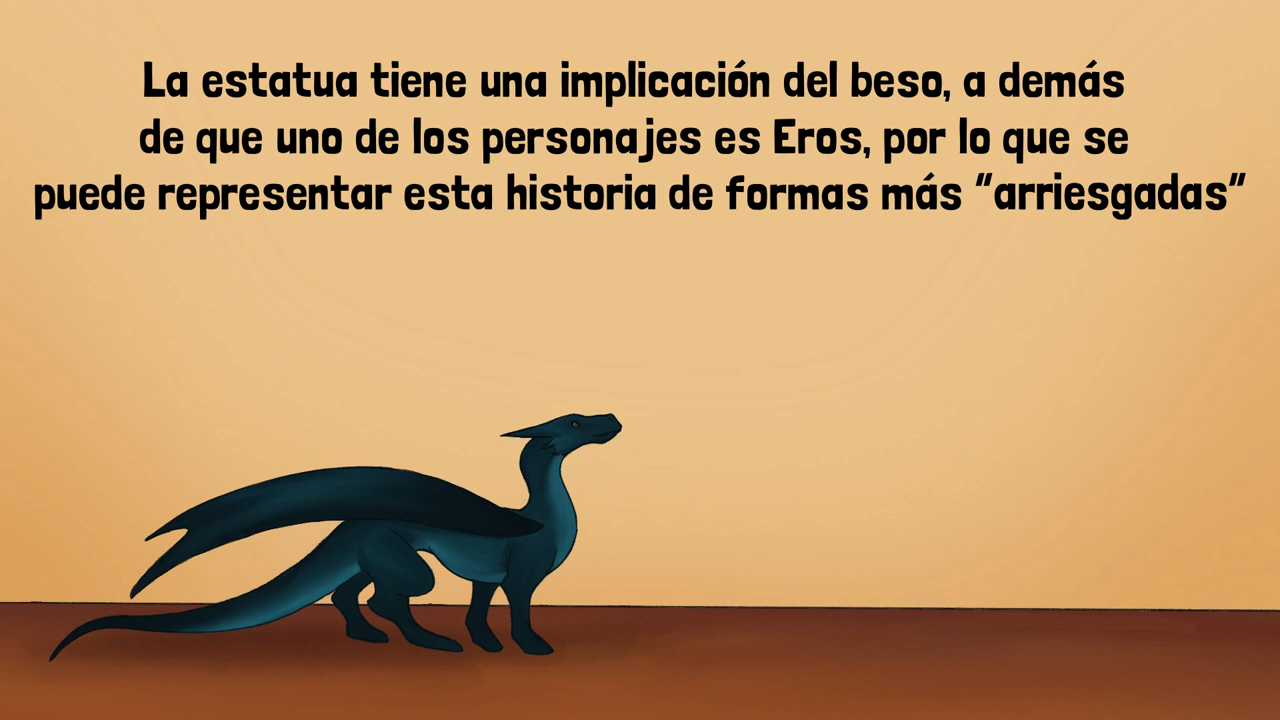 La estatua tiene una implicación del beso, a demás
de que uno de los personajes es Eros, por lo que se
puede representar esta historia de formas más "arriesgadas"